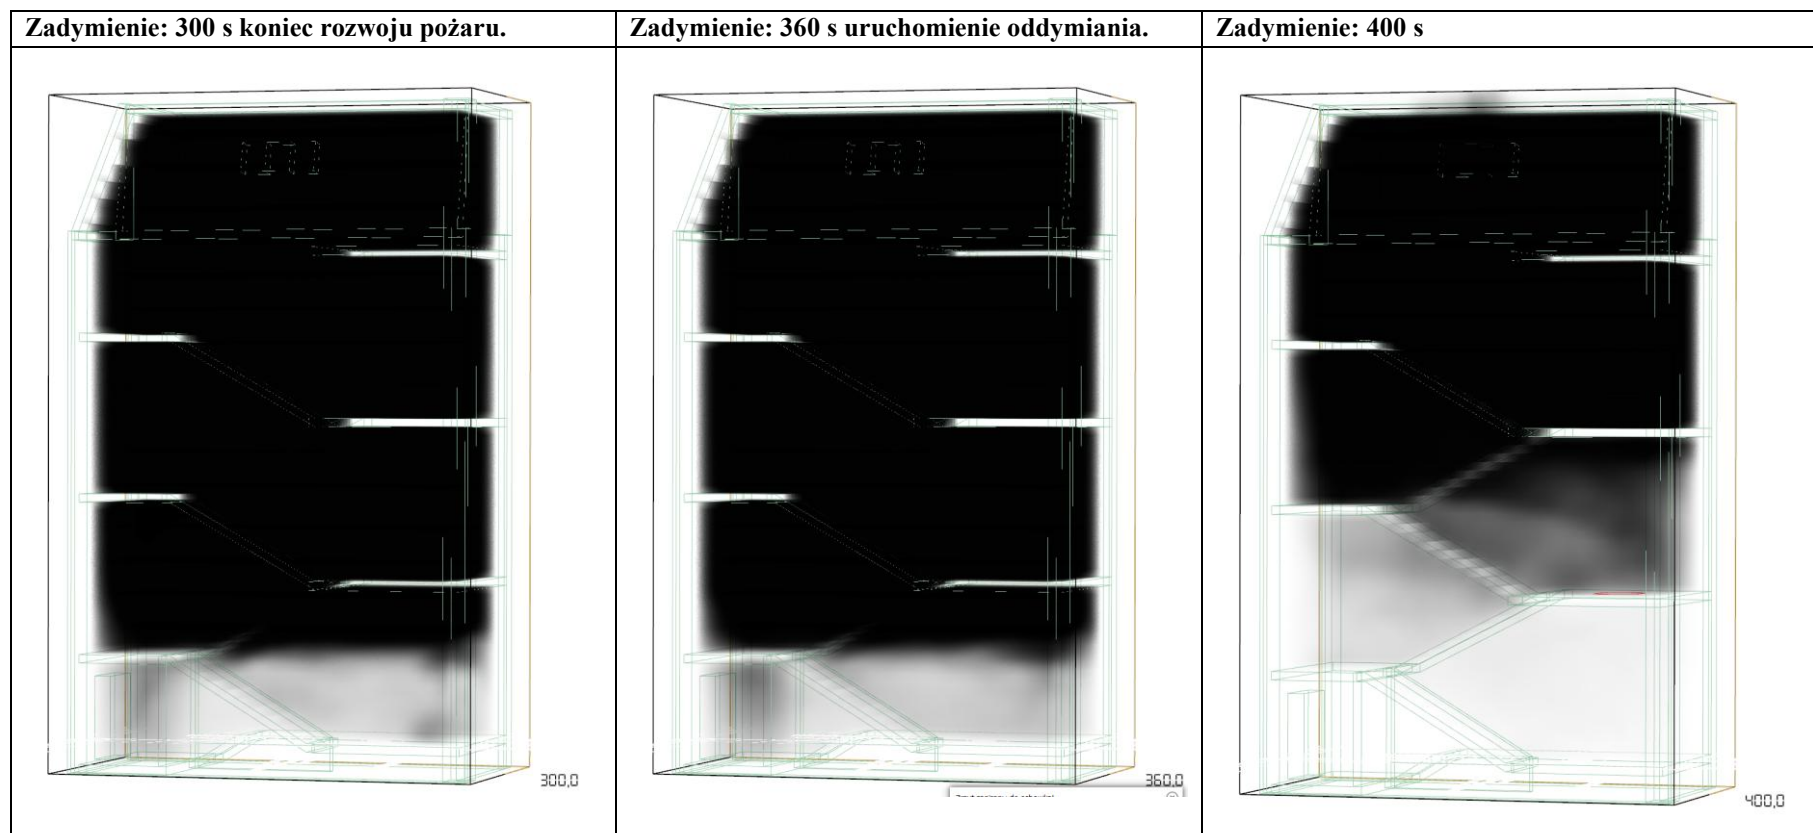 Zadymienie: 300 s koniec rozwoju pożaru.
Zadymienie: 360 s uruchomienie oddymiania.
Zadymienie: 400 s
300,0
360,0
400,0